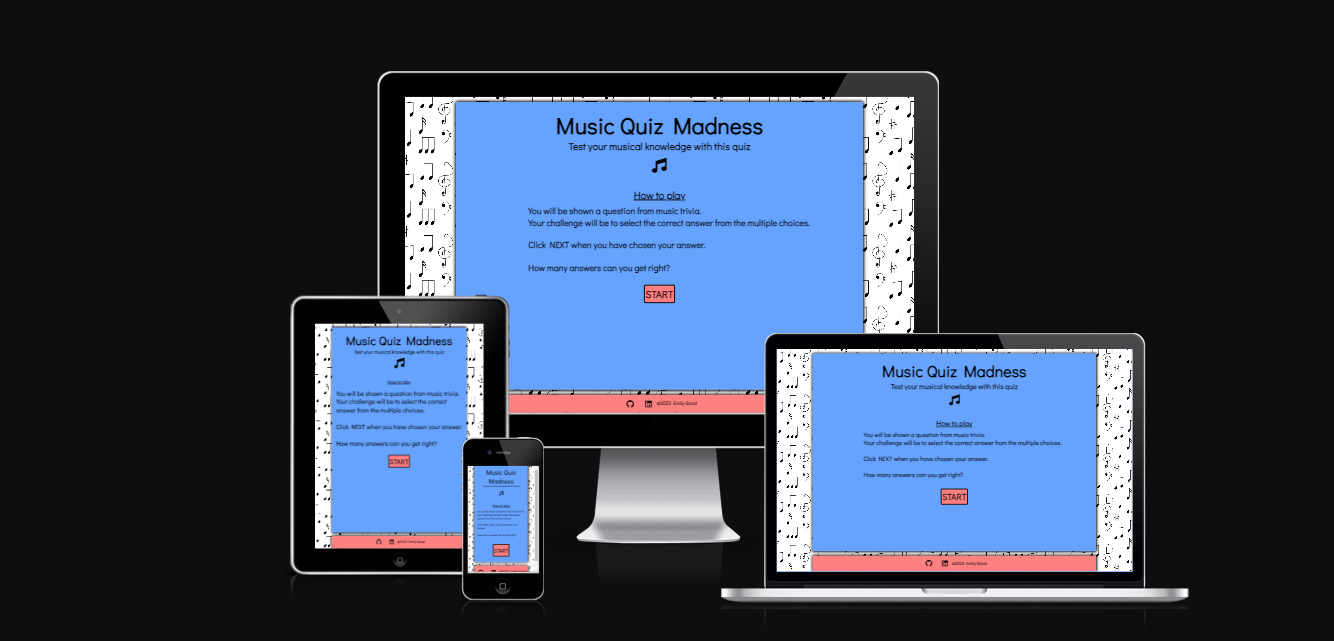 Music Quiz Madness
Test your musical knowledge with this quiz
How to play
You will be shown a question from music trivia.
Your challenge will be to select the correct answer from the multiple choices.
Click NEXT when you have chosen your answer.
How many answers can you get right?
START
©2023 Emily Good
Music Quiz Madness
Test your musical knowledge with this quiz
How to play
You will be shown a question from music trivia.
Your challenge will be to select the correct
answer from the multiple choices.
Click NEXT when you have chosen your answer.
How many answers can you get right?
START
©2023 Emily Good
Music Quiz
Madness
START
Music Quiz Madness
Test your musical knowledge with this quiz
How to play
You will be shown a question from music trivia.
Your challenge will be to select the correct answer from the multiple choices.
Click NEXT when you have chosen your answer.
How many answers can you get right?
START
©2023 Emily Good